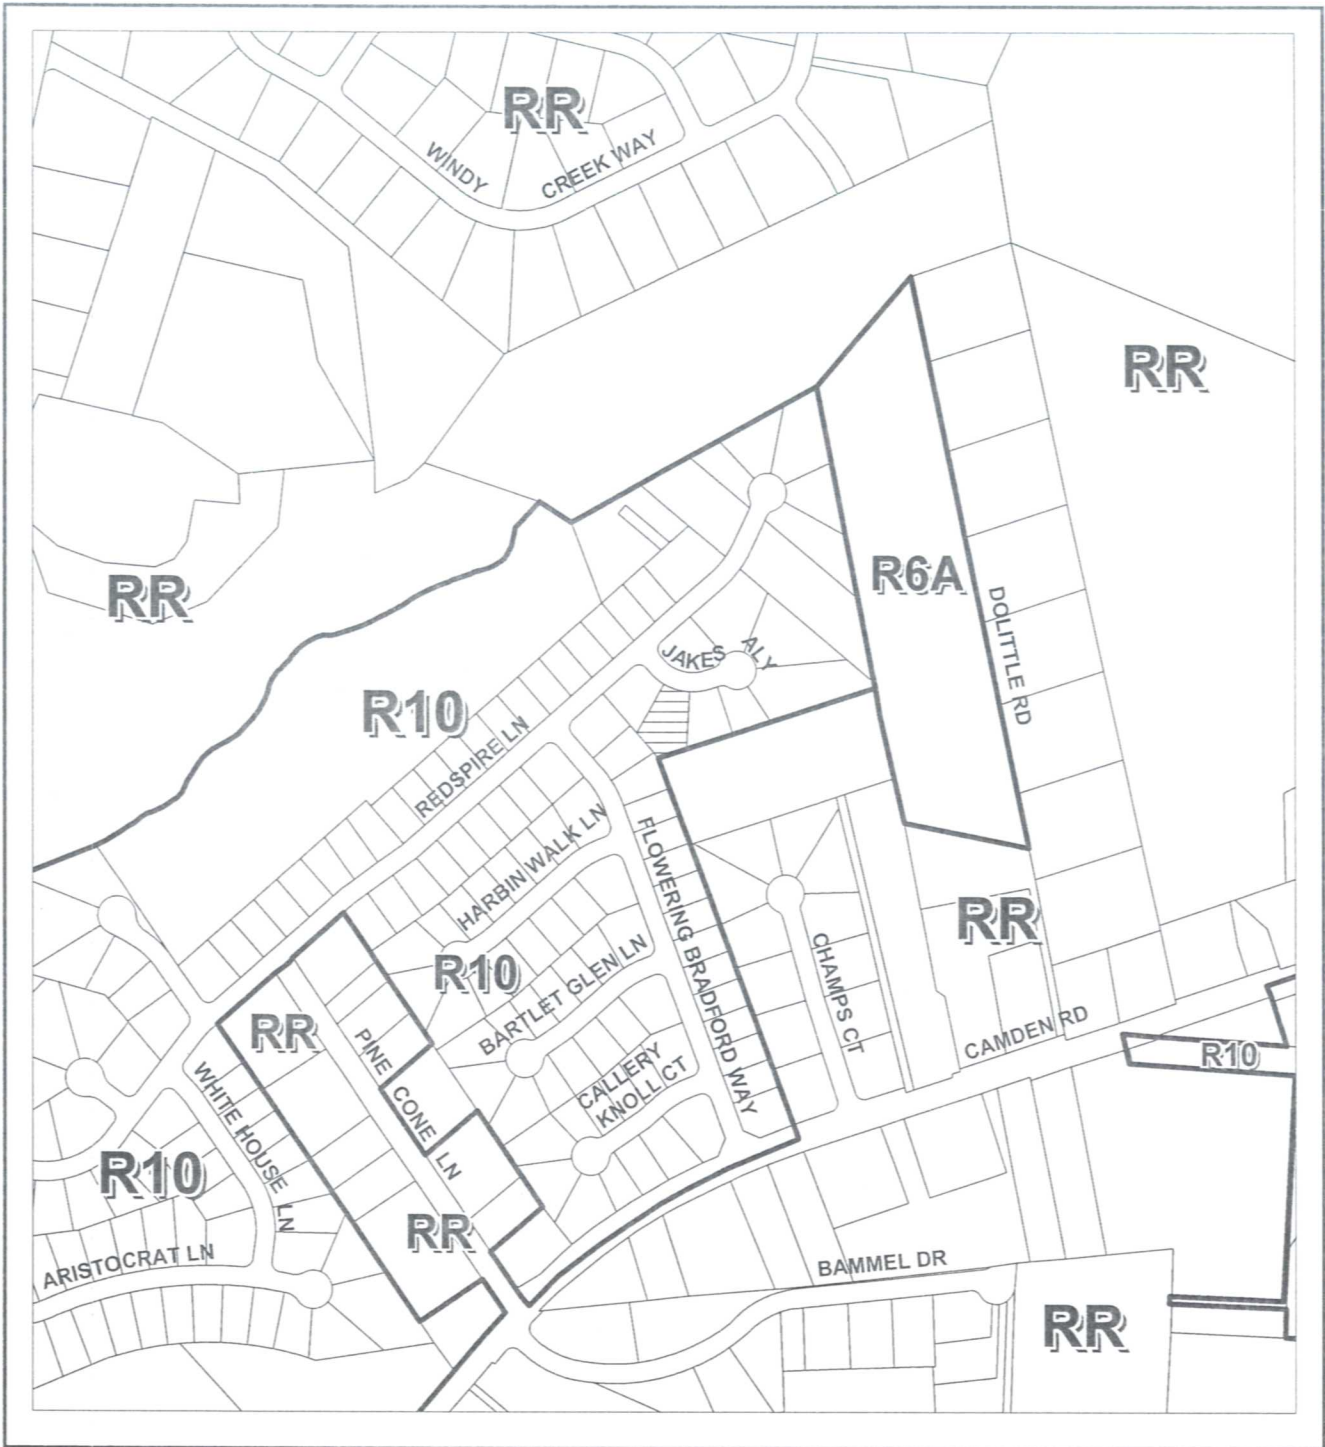 RR
WINDY
CREEK WAY
RR
R6A
RR
DOLITTLE RD
JAKES ALY
R10
REDSPIRE LN
HARBIN WALK LN
FLOWERING BRADFORD WAY
RR
R10
BARTLET GLEN LN
CHAMPS CT
RR
PINE CONE LN
CAMDEN RD
R10
CALLERY
KNOLL CT
WHITE HOUSE LN
R10
RR
ARISTOCRAT LN
BAMMEL DR
RR